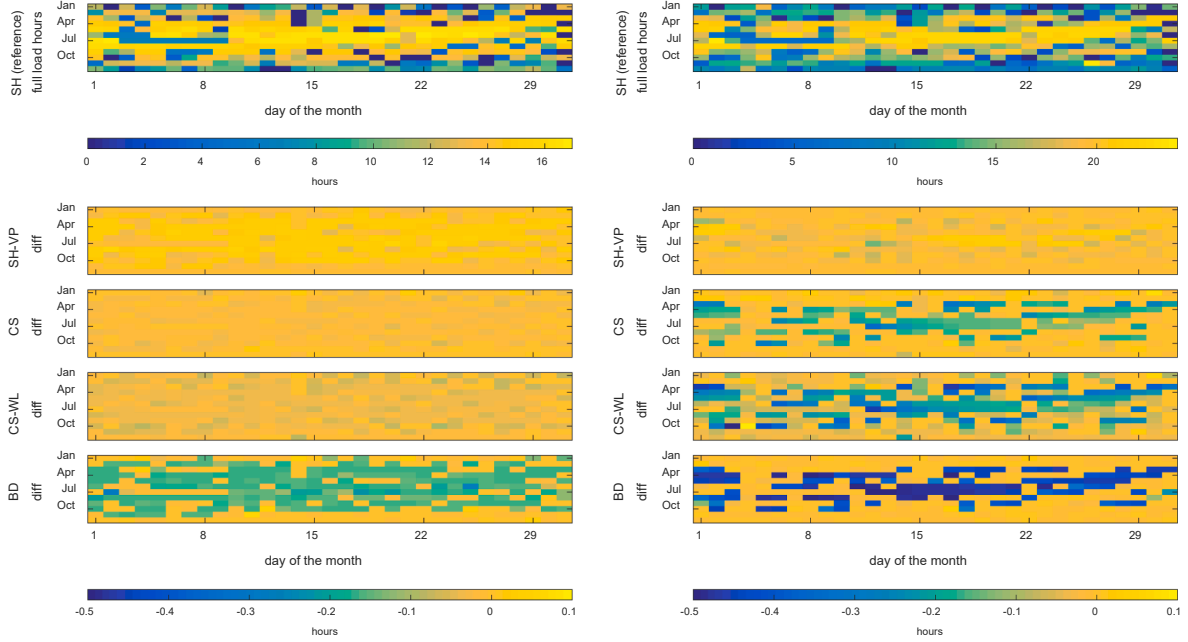 SH (reference)
full load hours
Jan
Apr
Jul
Oct
1 8 15 22 29
day of the month
0 2 4 6 8 10 12 14 16
hours
SH-VP
diff
Jan
Apr
Jul
Oct
CS
diff
Jan
Apr
Jul
Oct
CS-WL
diff
Jan
Apr
Jul
Oct
BD
diff
Jan
Apr
Jul
Oct
1 8 15 22 29
day of the month
-0.5 -0.4 -0.3 -0.2 -0.1 0 0.1
hours
SH (reference)
full load hours
Jan
Apr
Jul
Oct
1 8 15 22 29
day of the month
0 5 10 15 20
hours
SH-VP
diff
Jan
Apr
Jul
Oct
CS
diff
Jan
Apr
Jul
Oct
CS-WL
diff
Jan
Apr
Jul
Oct
BD
diff
Jan
Apr
Jul
Oct
1 8 15 22 29
day of the month
-0.5 -0.4 -0.3 -0.2 -0.1 0 0.1
hours